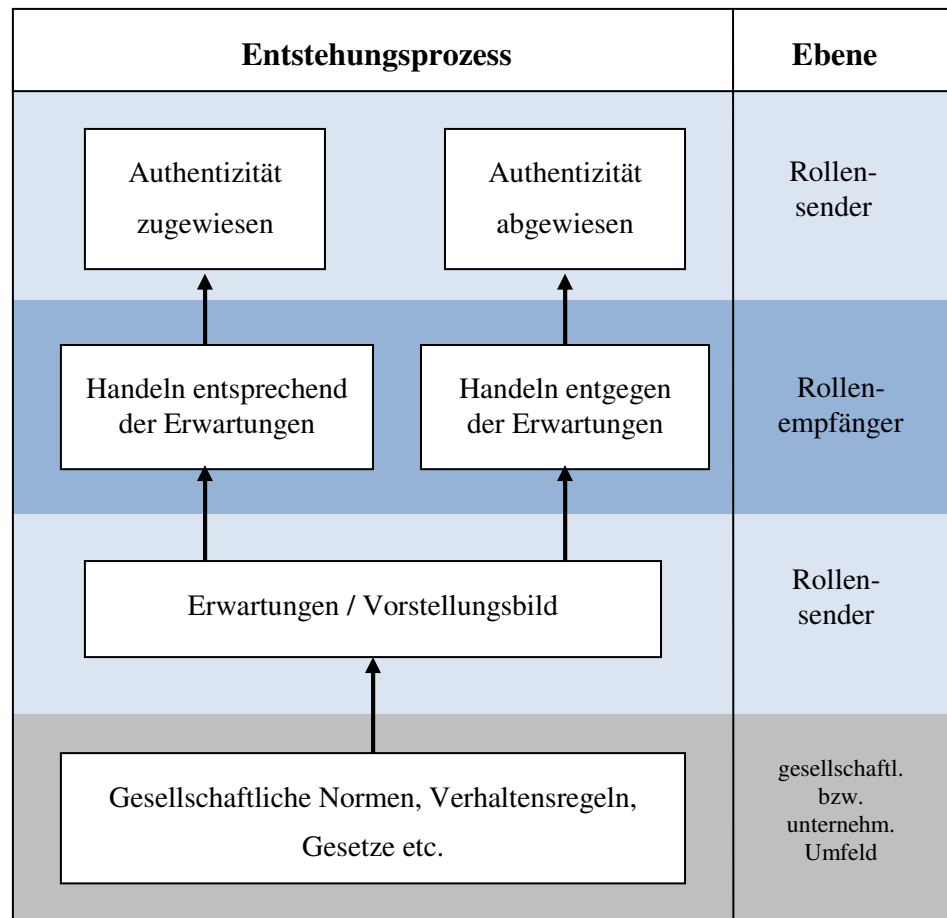 Entstehungsprozess
Ebene
Authentizität
zugewiesen
Authentizität
abgewiesen
Rollen-
sender
Handeln entsprechend
der Erwartungen
Handeln entgegen
der Erwartungen
Rollen-
empfänger
Erwartungen / Vorstellungsbild
Rollen-
sender
Gesellschaftliche Normen, Verhaltensregeln,
Gesetze etc.
gesellschaftl.
bzw.
unternehm.
Umfeld